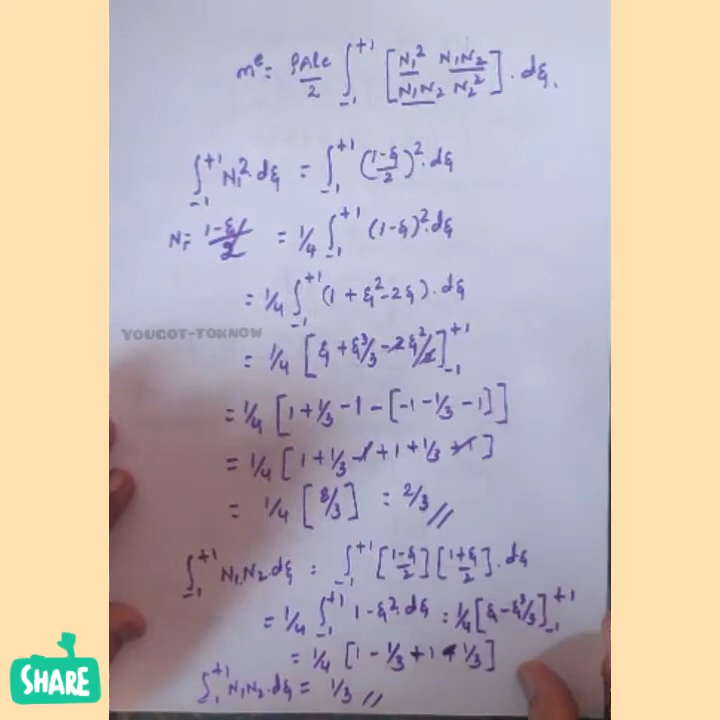 mᵉ = ρAle/2 ∫₋₁⁺¹ [N₁² N₁N₂ N₁N₂ N₂²] . dξ,
∫₋₁⁺¹ N₁².dξ = ∫₋₁⁺¹ (1-ξ/2)².dξ
N₁ = 1-ξ/2 = 1/4 ∫₋₁⁺¹ (1-ξ)².dξ
= 1/4 ∫₋₁⁺¹ (1 + ξ² - 2ξ).dξ
YOUGOT-TOKNOW
= 1/4 [ξ + ξ³/3 - 2ξ²/2]₋₁⁺¹
= 1/4 [1 + 1/3 - 1 - [-1 - 1/3 - 1]]
= 1/4 [1 + 1/3 - 1 + 1 + 1/3 + 1]
= 1/4 [8/3] = 2/3 //
∫₋₁⁺¹ N₁N₂.dξ = ∫₋₁⁺¹ [1-ξ/2] [1+ξ/2].dξ
= 1/4 ∫₋₁⁺¹ 1-ξ².dξ = 1/4 [ξ - ξ³/3]₋₁⁺¹
= 1/4 [1 - 1/3 + 1 - 1/3]
∫₋₁⁺¹ N₁N₂.dξ = 1/3 //
SHARE